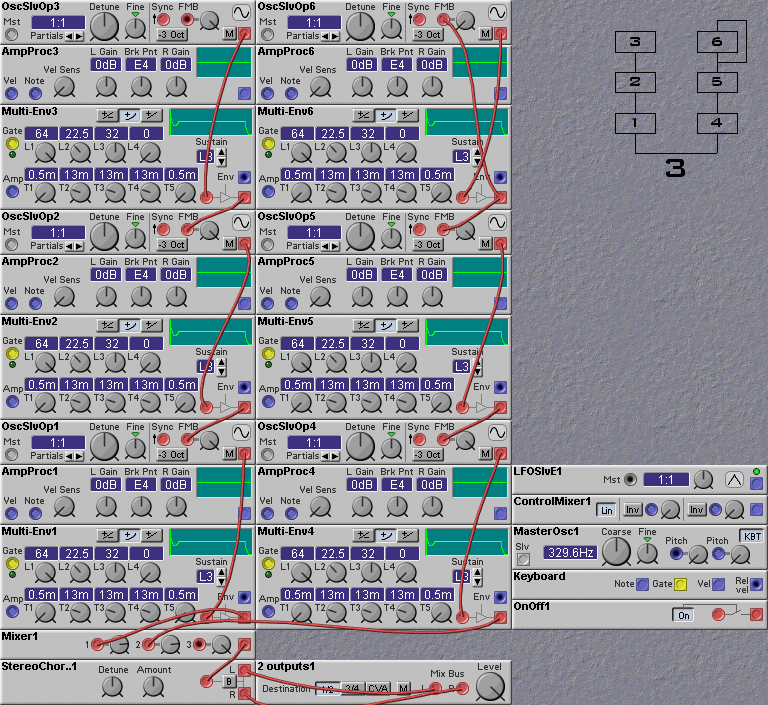 OscSlvOp3
Mst 1:1 Partials Detune Fine Sync FMB -3 Oct M
AmpProc3
Vel Note Vel Sens L Gain 0dB Brk Pnt E4 R Gain 0dB
Multi-Env3
Gate 64 22.5 32 0 L1 L2 L3 L4 Sustain L3
Amp 0.5m 13m 13m 13m 0.5m T1 T2 T3 T4 T5 Env
OscSlvOp6
1:1 Partials Detune Fine Sync FMB -3 Oct M
AmpProc6
Vel Note Vel Sens L Gain 0dB Brk Pnt E4 R Gain 0dB
Multi-Env6
Gate 64 22.5 32 0 L1 L2 L3 L4 Sustain L3
Amp 0.5m 13m 13m 13m 0.5m T1 T2 T3 T4 T5 Env
3 6
2 5
1 4
3
OscSlvOp2
Mst 1:1 Partials Detune Fine Sync FMB -3 Oct M
AmpProc2
Vel Note Vel Sens L Gain 0dB Brk Pnt E4 R Gain 0dB
Multi-Env2
Gate 64 22.5 32 0 L1 L2 L3 L4 Sustain L3
Amp 0.5m 13m 13m 13m 0.5m T1 T2 T3 T4 T5 Env
OscSlvOp5
Mst 1:1 Partials Detune Fine Sync FMB -3 Oct M
AmpProc5
Vel Note Vel Sens L Gain 0dB Brk Pnt E4 R Gain 0dB
Multi-Env5
Gate 64 22.5 32 0 L1 L2 L3 L4 Sustain L3
Amp 0.5m 13m 13m 13m 0.5m T1 T2 T3 T4 T5 Env
OscSlvOp1
Mst 1:1 Partials Detune Fine Sync FMB -3 Oct M
AmpProc1
Vel Note Vel Sens L Gain 0dB Brk Pnt E4 R Gain 0dB
Multi-Env1
Gate 64 22.5 32 0 L1 L2 L3 L4 Sustain L3
Amp 0.5m 13m 13m 13m 0.5m T1 T2 T3 T4 T5 Env
OscSlvOp4
Mst 1:1 Partials Detune Fine Sync FMB -3 Oct M
AmpProc4
Vel Note Vel Sens L Gain 0dB Brk Pnt E4 R Gain 0dB
Multi-Env4
Gate 64 22.5 32 0 L1 L2 L3 L4 Sustain L3
Amp 0.5m 13m 13m 13m 0.5m T1 T2 T3 T4 T5 Env
LFOSlvE1
Mst 1:1
ControlMixer1
Lin Inv Inv
MasterOsc1 Coarse Fine Pitch Pitch KBT
Slv 329.6Hz
Keyboard
Note Gate Vel Rel vel
OnOff1
On
Mixer1
1 2 3
StereoChor..1
Detune Amount L B R
2 outputs1
Destination 1/2 3/4 CVA M Mix Bus Level